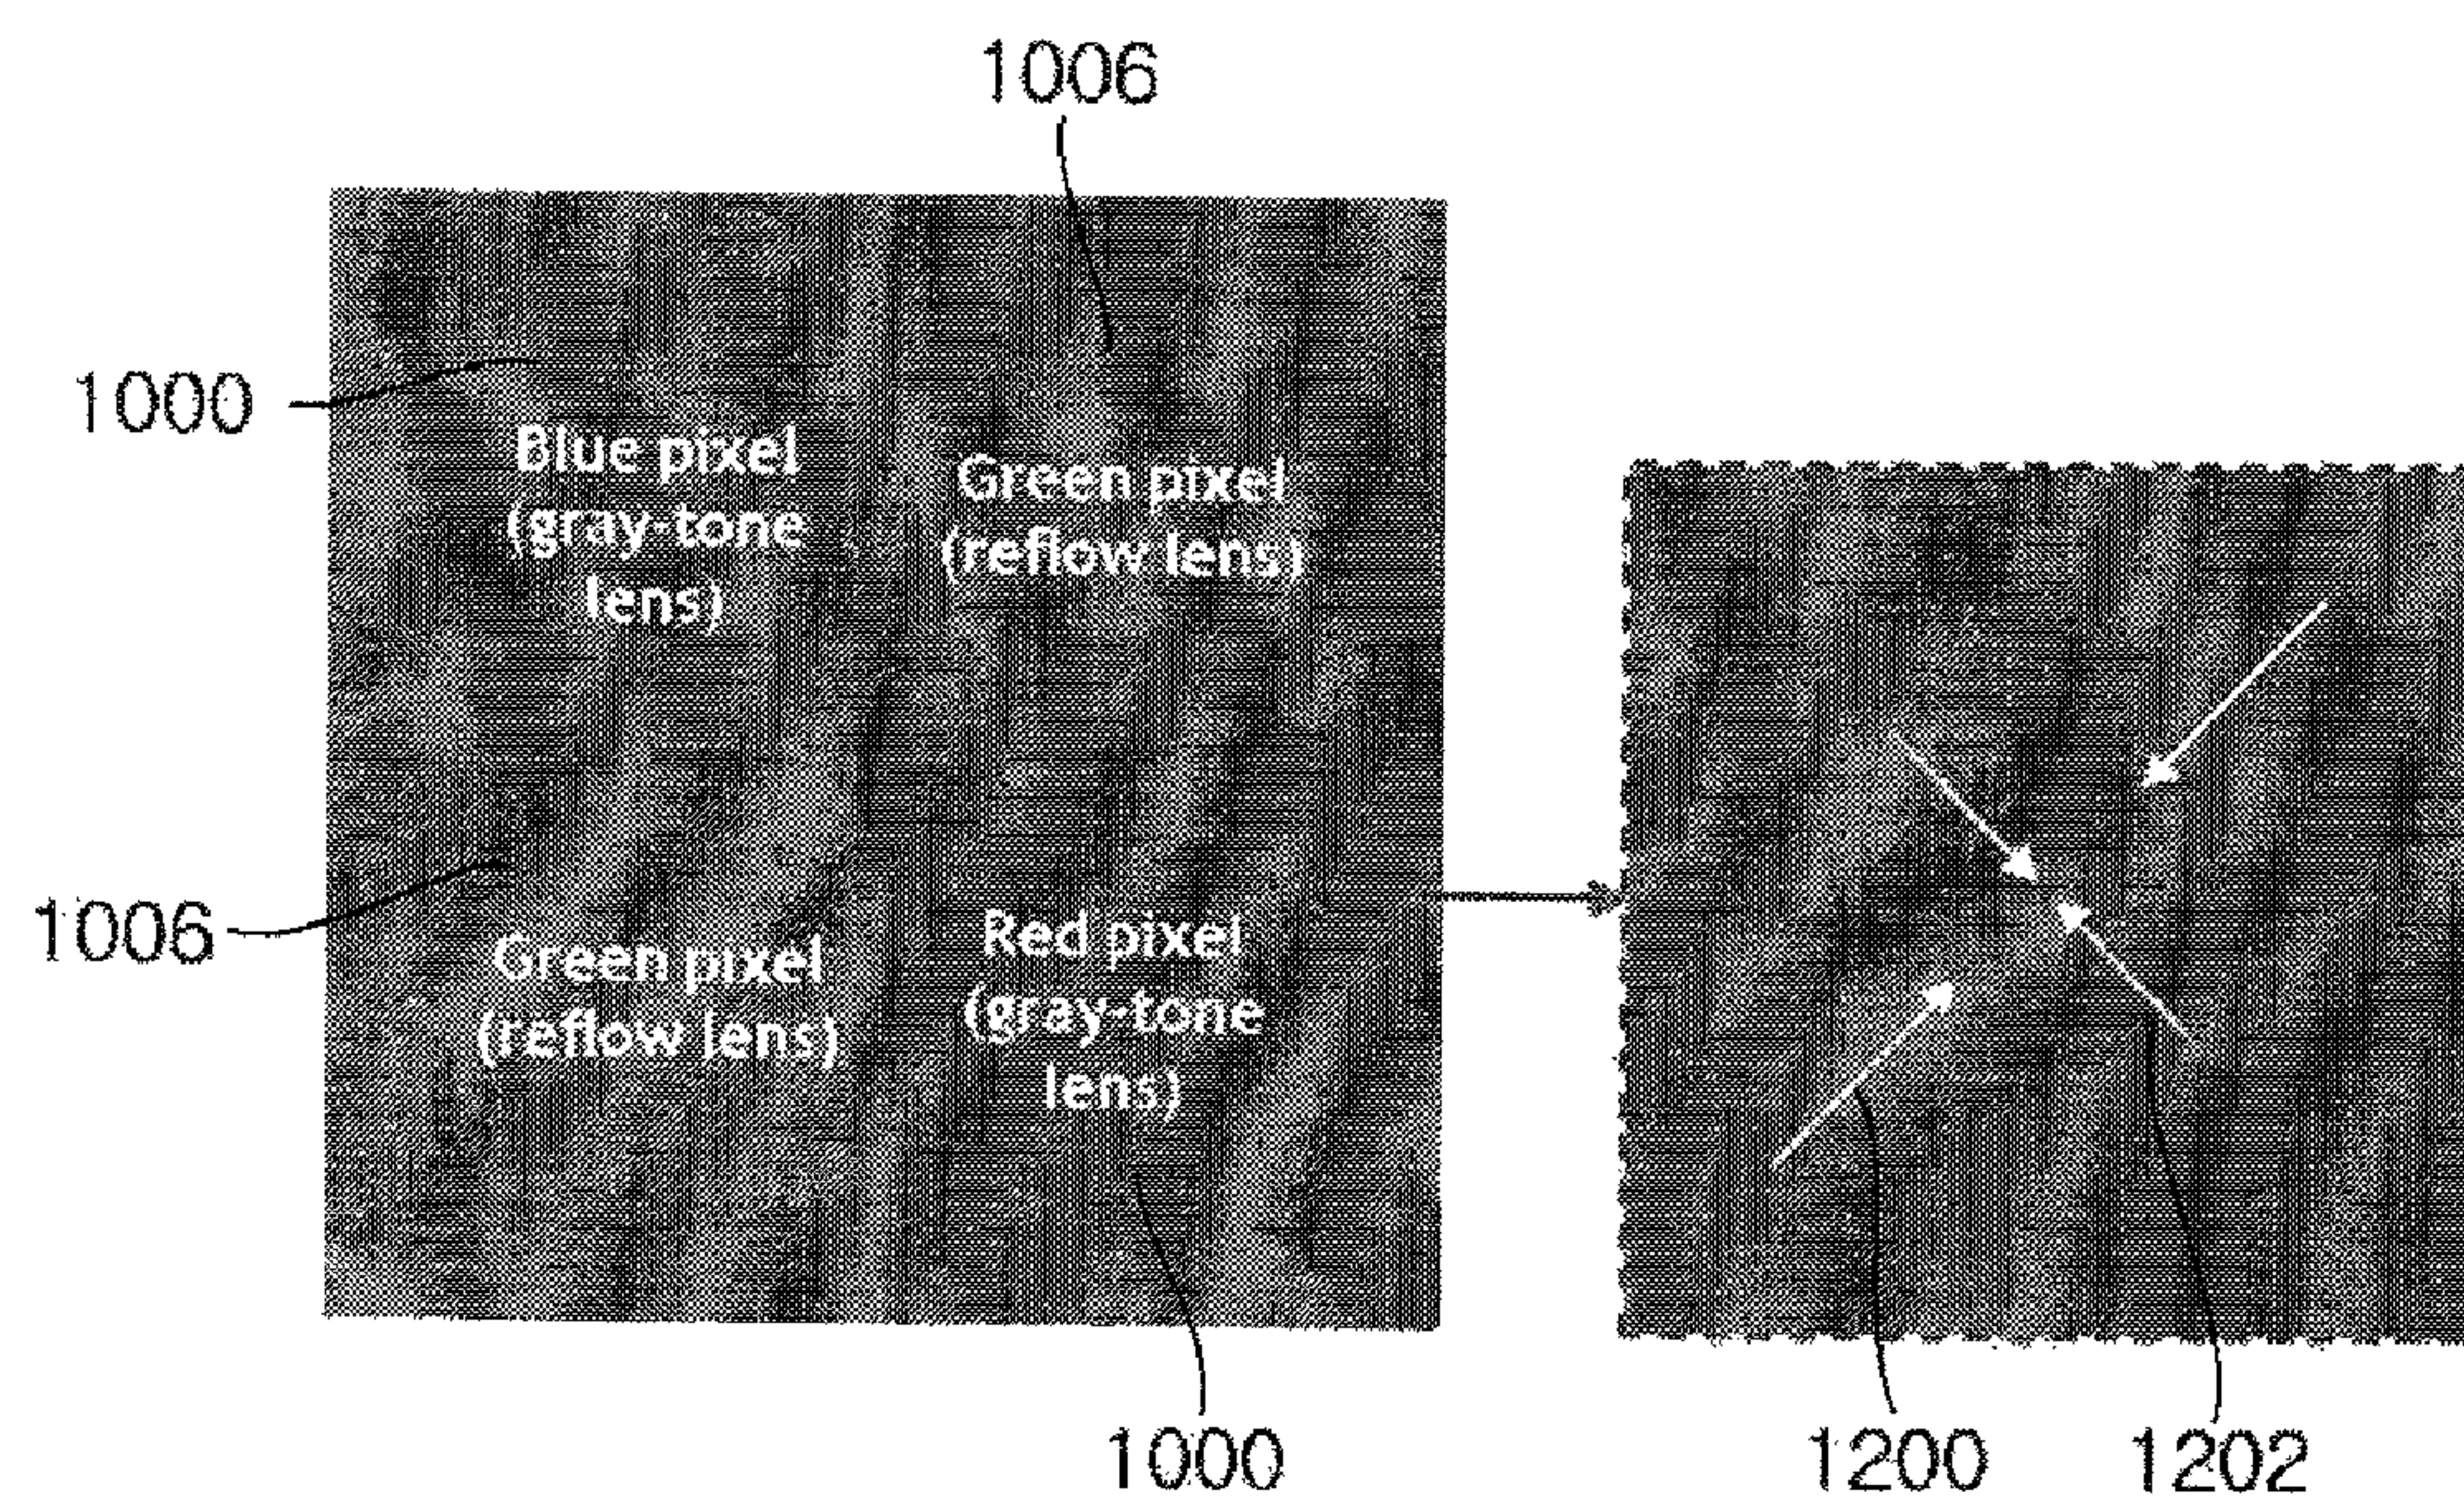 1006
1000
Blue pixel
(gray-tone
lens)
Green pixel
(reflow lens)
1006
Green pixel
(reflow lens)
Red pixel
(gray-tone
lens)
1000
1200
1202